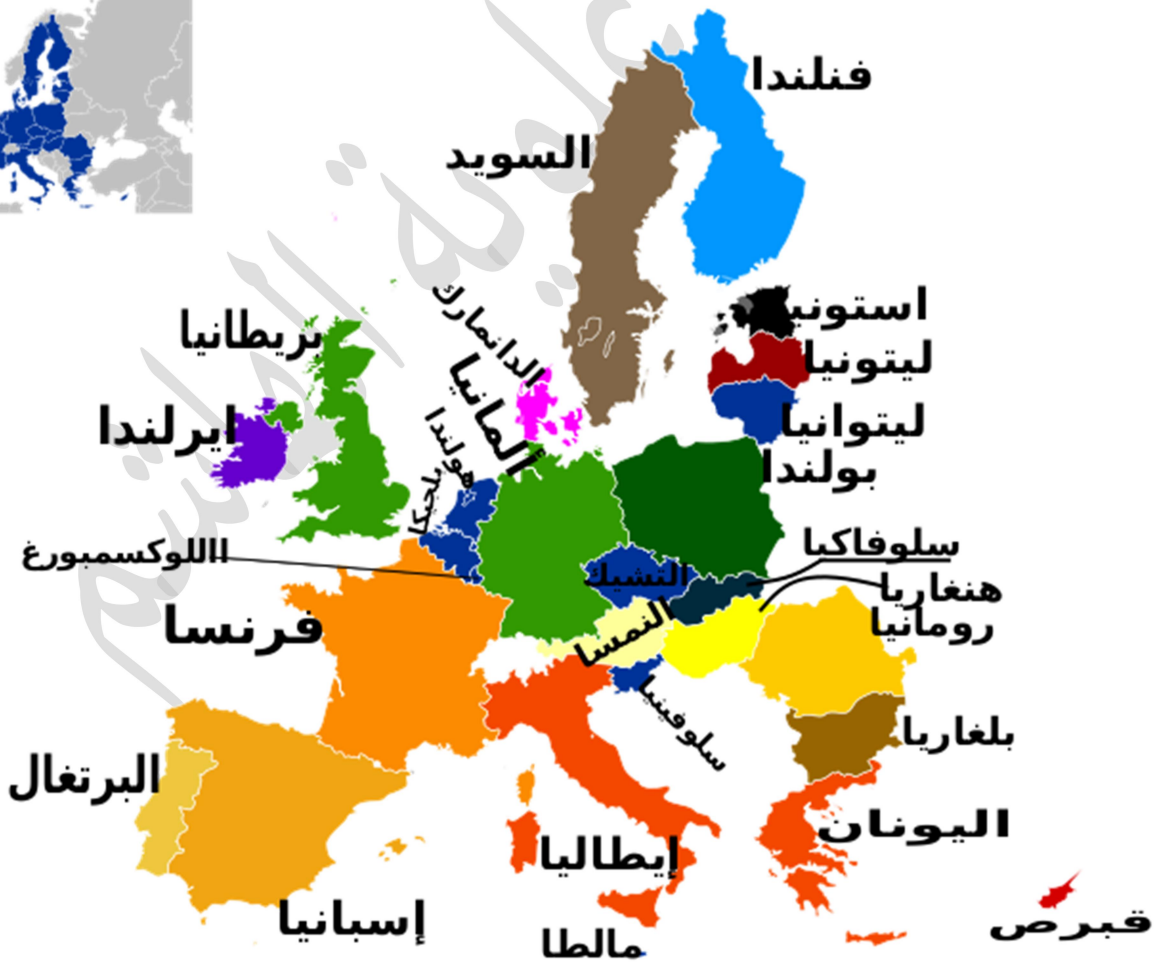 فنلندا
السويد
استونيا
ليتونيا
ليتوانيا
بولندا
الدانمارك
ألمانيا
هولندا
بلجيكا
بريطانيا
ايرلندا
االلوكسمبورغ
فرنسا
التشيك
سلوفاكيا
هنغاريا
رومانيا
النمسا
سلوفينيا
بلغاريا
البرتغال
إسبانيا
إيطاليا
مالطا
اليونان
قبرص